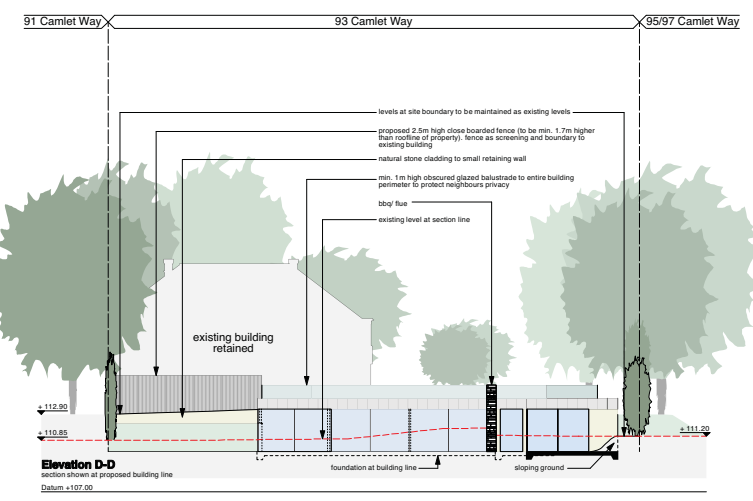 91 Camlet Way
93 Camlet Way
95/97 Camlet Way
levels at site boundary to be maintained as existing levels
proposed 2.5m high close boarded fence (to be min. 1.7m higher
than roofline of property). fence as screening and boundary to
existing building
natural stone cladding to small retaining wall
min. 1m high obscured glazed balustrade to entire building
perimeter to protect neighbours privacy
bbq/ flue
existing level at section line
existing building
retained
+ 112.90
+ 110.85
+ 111.20
Elevation D-D
section shown at proposed building line
foundation at building line
sloping ground
Datum +107.00